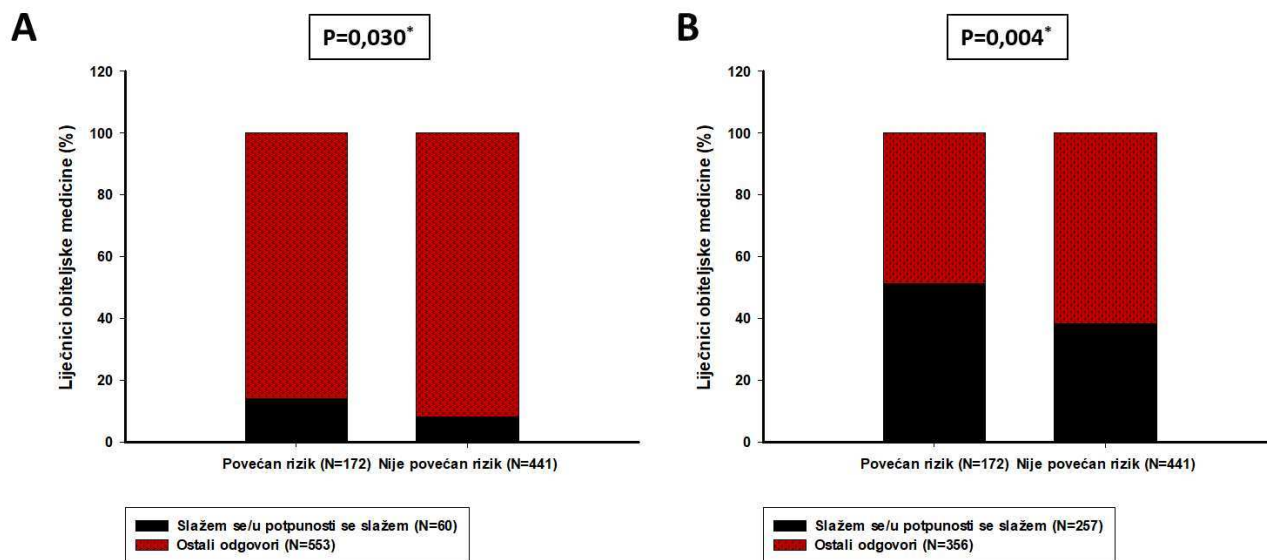 A
P=0,030*
120
100
80
60
40
20
0
Liječnici obiteljske medicine (%)
Povećan rizik (N=172) Nije povećan rizik (N=441)
Slažem se/u potpunosti se slažem (N=60)
Ostali odgovori (N=553)
B
P=0,004*
120
100
80
60
40
20
0
Liječnici obiteljske medicine (%)
Povećan rizik (N=172) Nije povećan rizik (N=441)
Slažem se/u potpunosti se slažem (N=257)
Ostali odgovori (N=356)